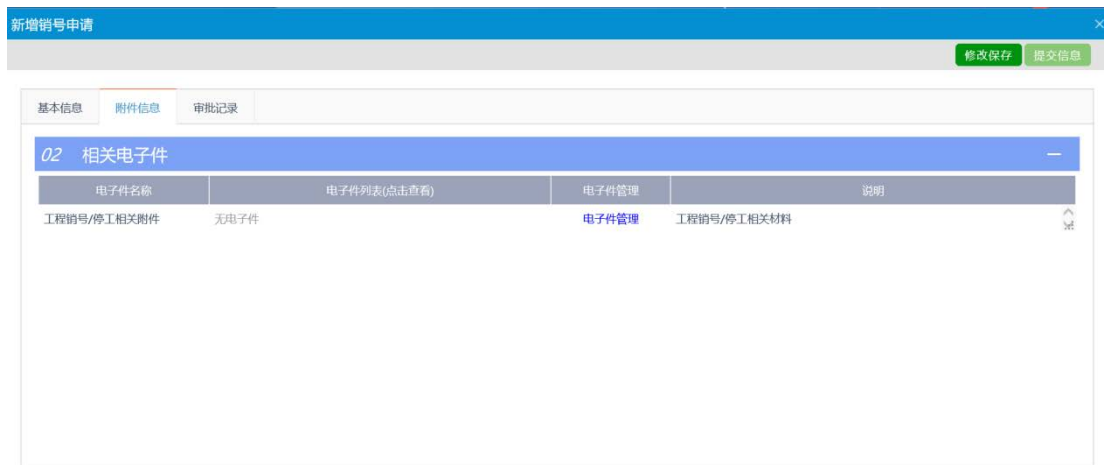 新增销号申请
修改保存 提交信息
基本信息 附件信息 审批记录
02 相关电子件
电子件名称 电子件列表(点击查看) 电子件管理 说明
工程销号/停工相关附件 无电子件 电子件管理 工程销号/停工相关材料